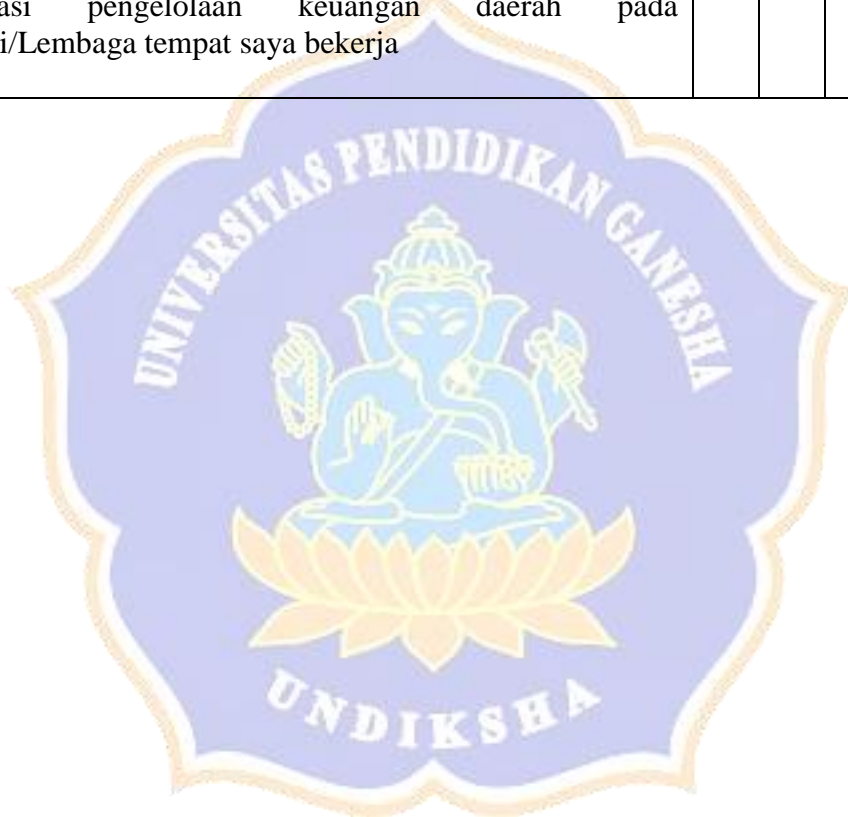 asi pengelolaan keuangan daerah pada
i/Lembaga tempat saya bekerja
UNIVERSITAS PENDIDIKAN GANESHA
UNDIKSHA